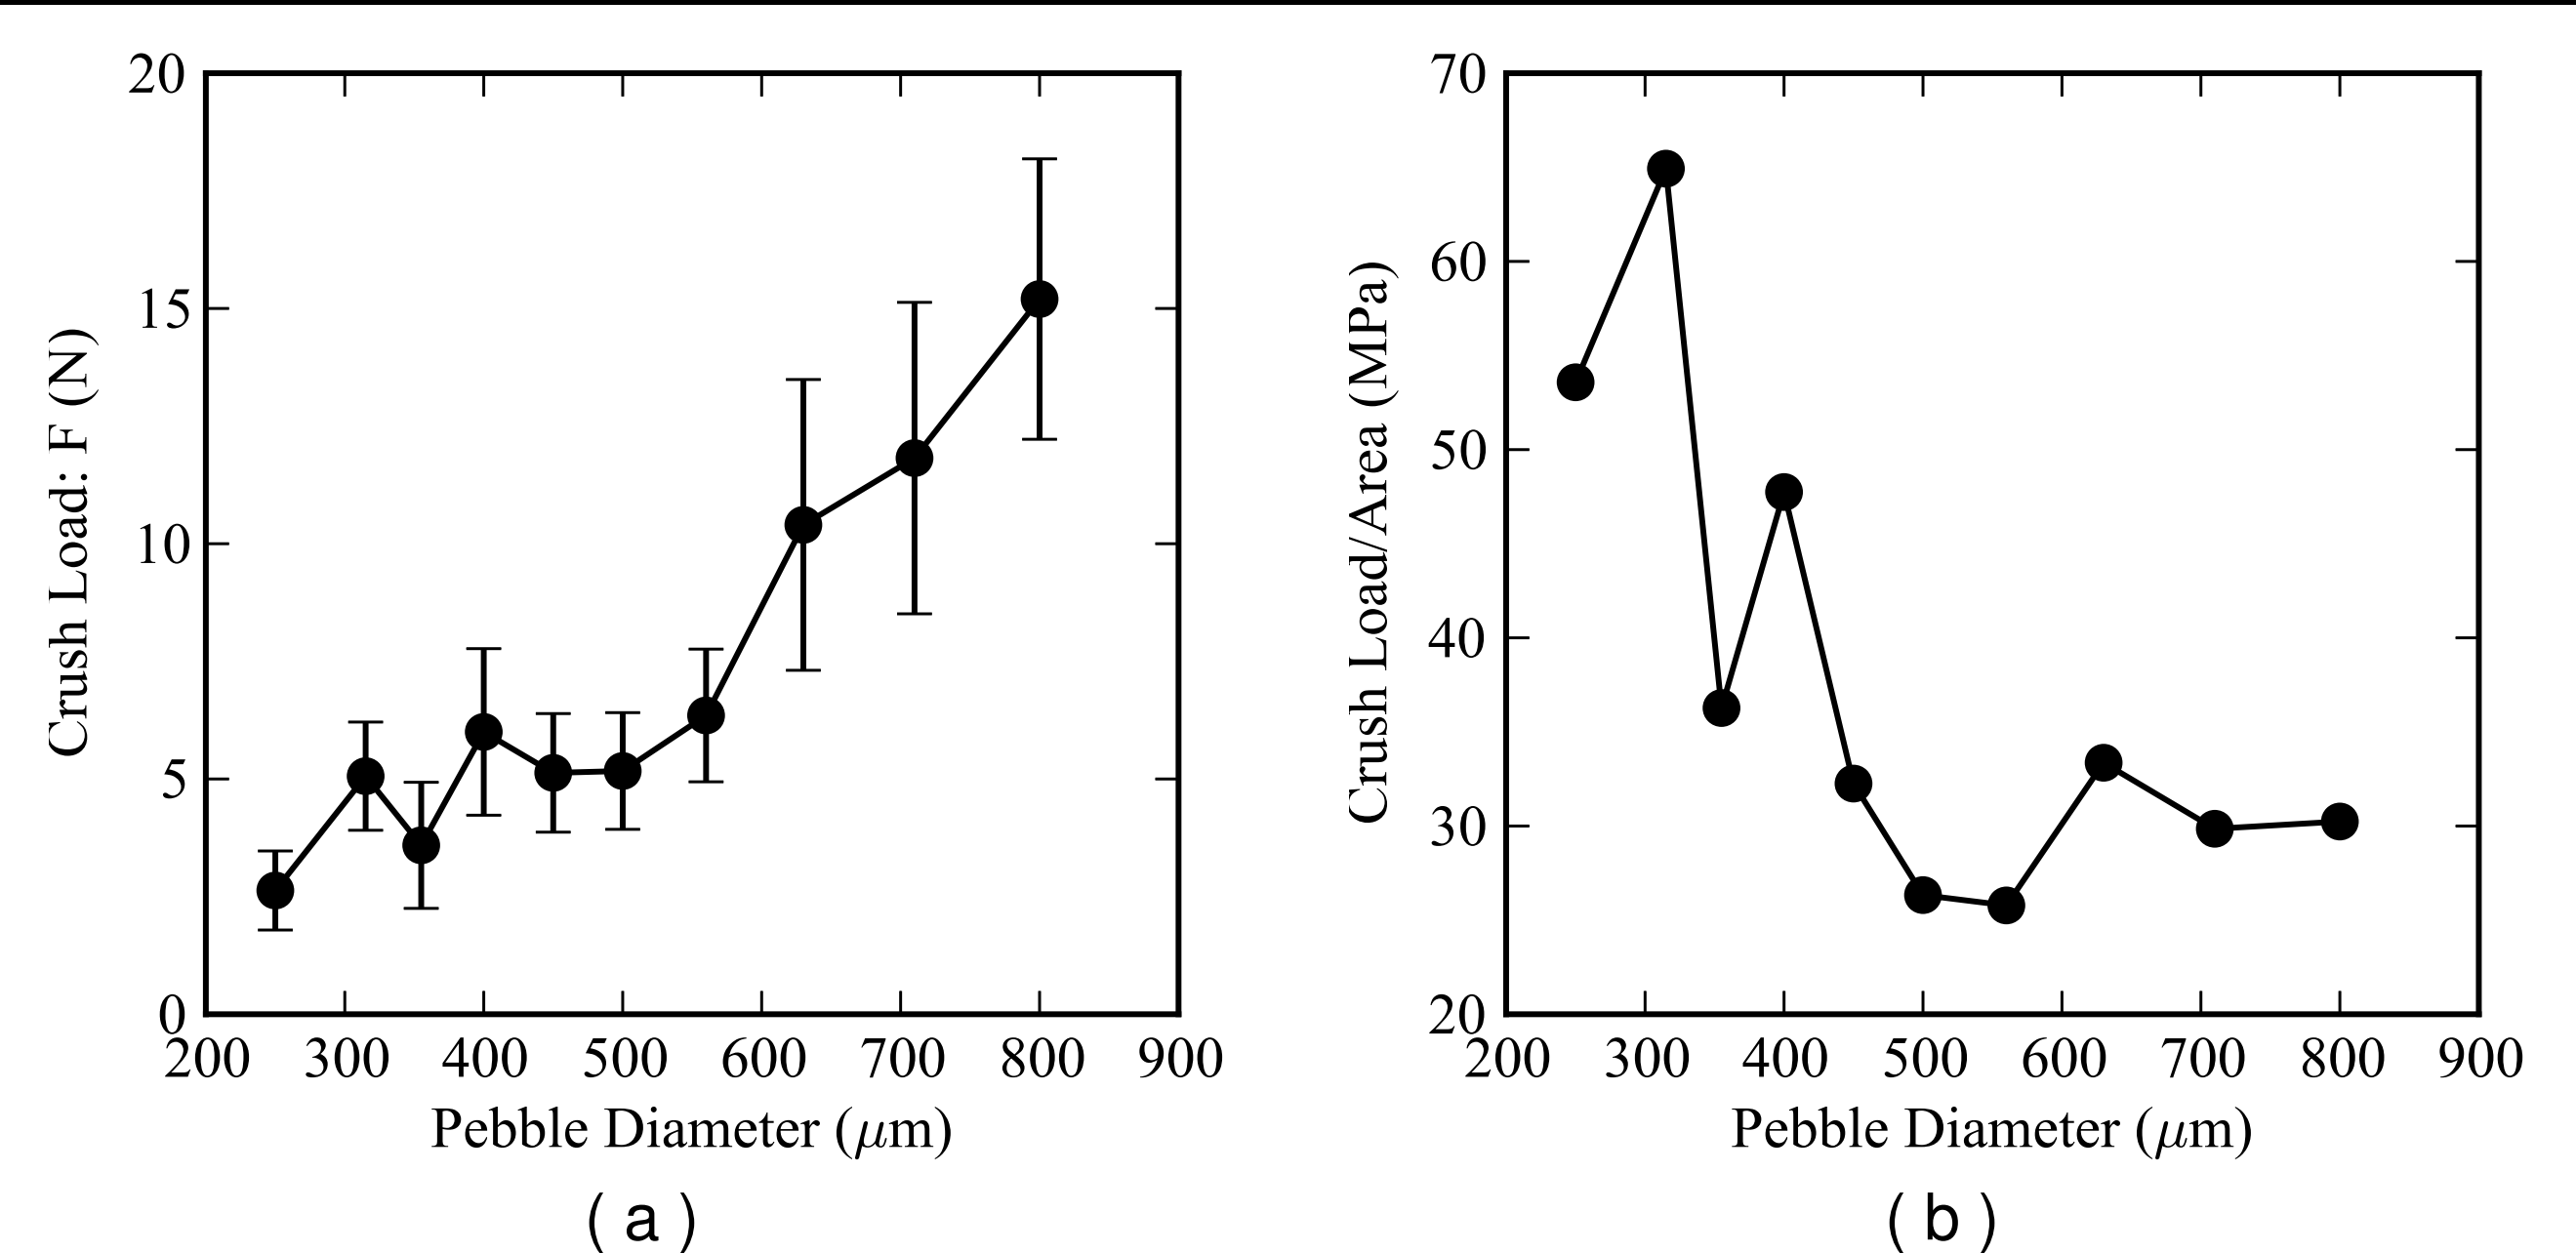 20
15
10
5
0
200 300 400 500 600 700 800 900
Crush Load: F (N)
Pebble Diameter (μm)
( a )
70
60
50
40
30
20
200 300 400 500 600 700 800 900
Crush Load/Area (MPa)
Pebble Diameter (μm)
( b )